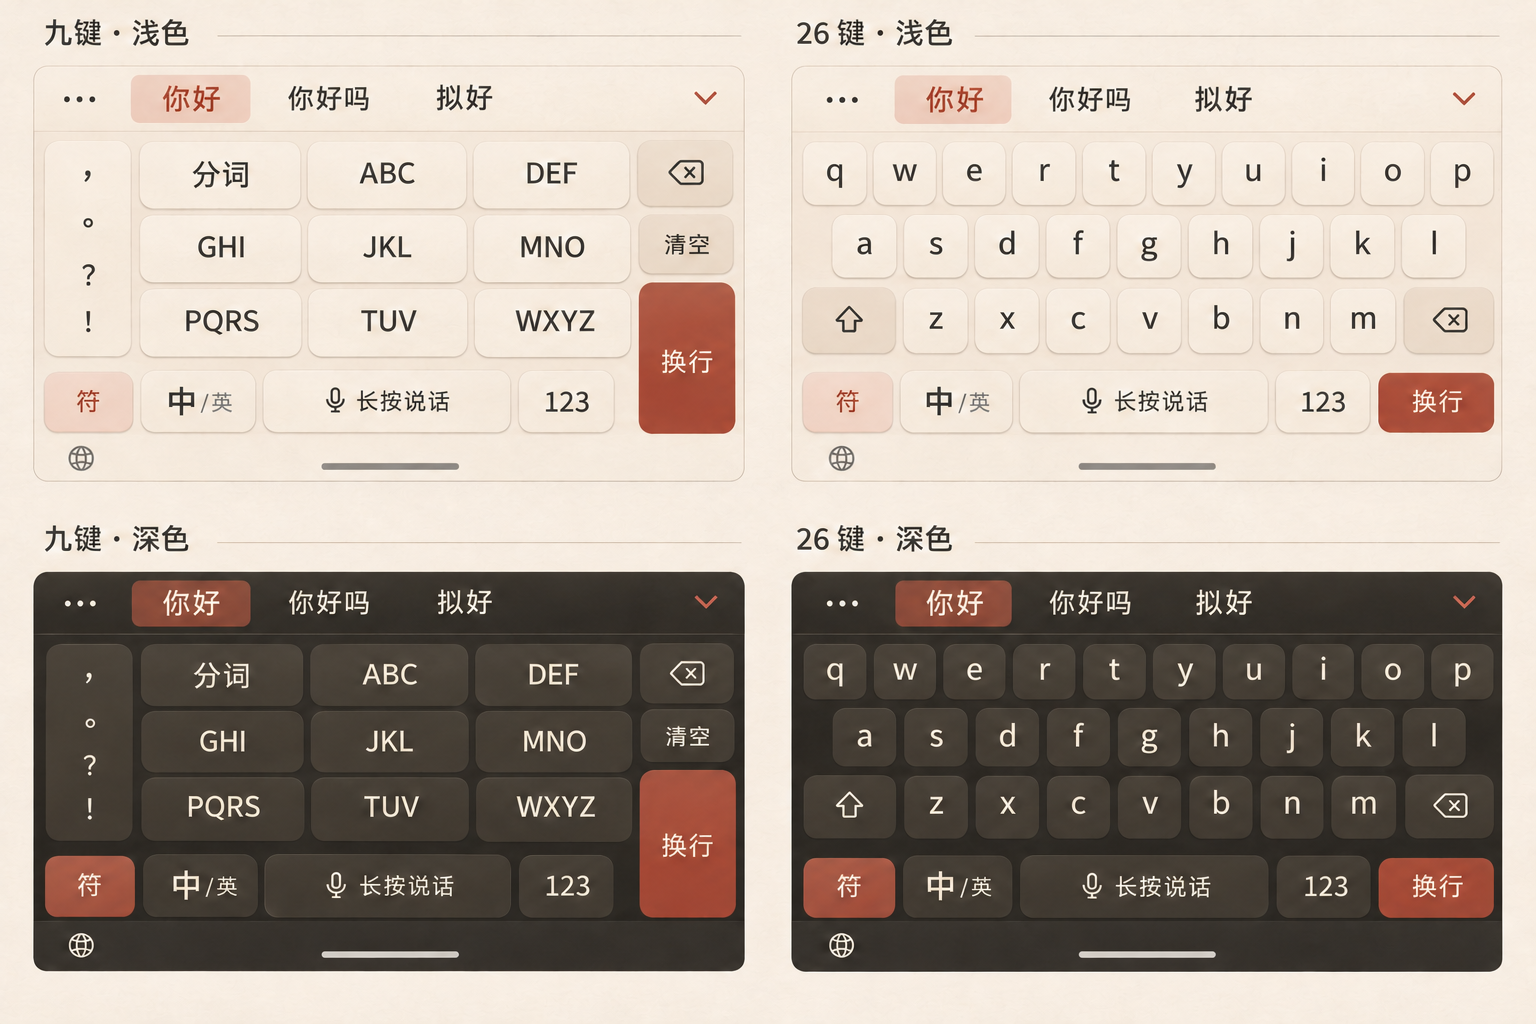 九键·浅色
... 你好 你好吗 拟好
， 分词 ABC DEF
。 GHI JKL MNO 清空
？
！ PQRS TUV WXYZ 换行
符 中/英 长按说话 123
26 键·浅色
... 你好 你好吗 拟好
q w e r t y u i o p
a s d f g h j k l
z x c v b n m
符 中/英 长按说话 123 换行
九键·深色
... 你好 你好吗 拟好
， 分词 ABC DEF
。 GHI JKL MNO 清空
？
！ PQRS TUV WXYZ 换行
符 中/英 长按说话 123
26 键·深色
... 你好 你好吗 拟好
q w e r t y u i o p
a s d f g h j k l
z x c v b n m
符 中/英 长按说话 123 换行